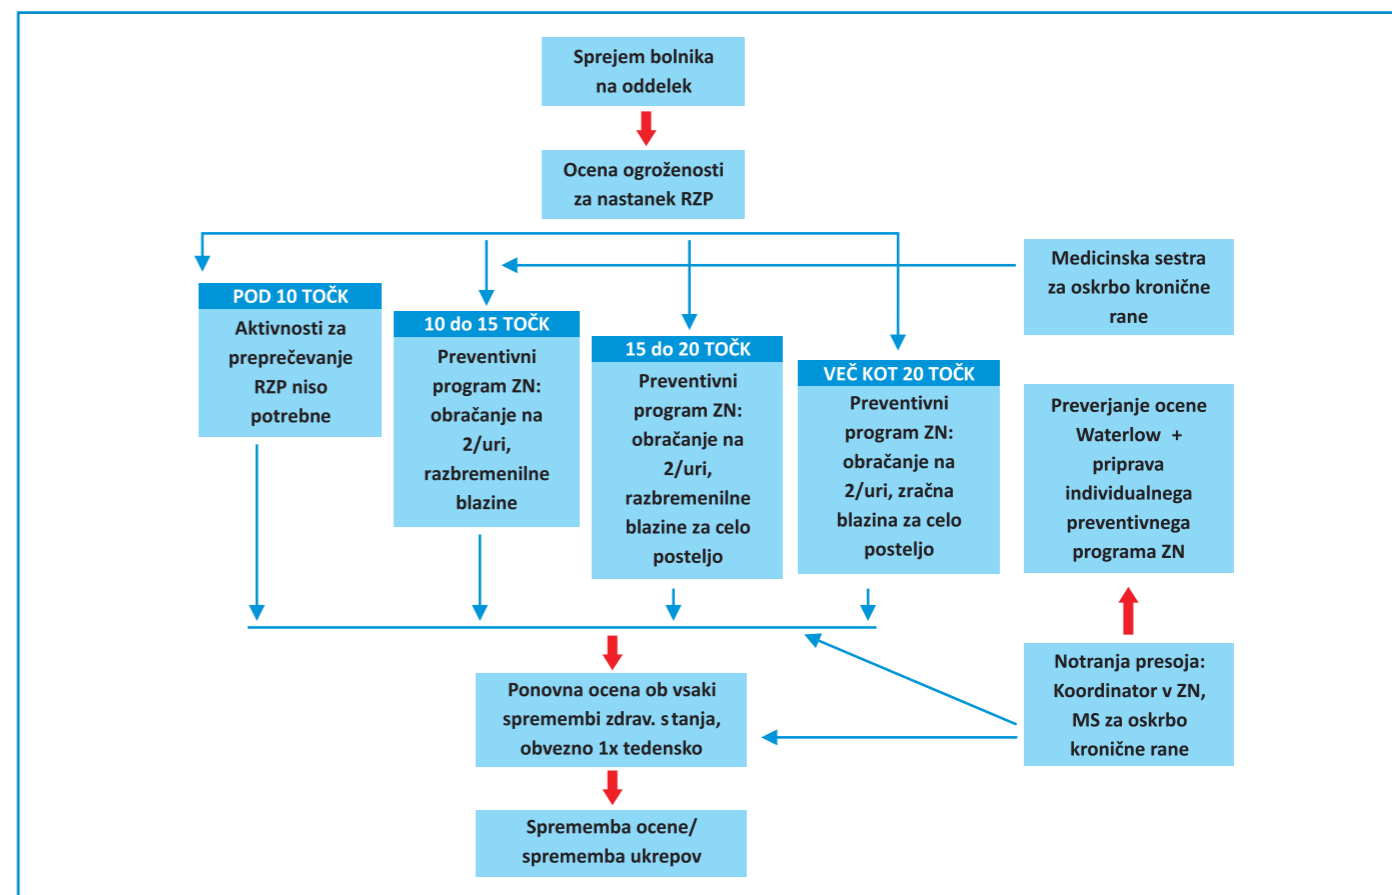 Sprejem bolnika
na oddelek
Ocena ogroženosti
za nastanek RZP
Medicinska sestra
za oskrbo kronične
rane
POD 10 TOČK
Aktivnosti za
preprečevanje
RZP niso
potrebne
10 do 15 TOČK
Preventivni
program ZN:
obračanje na
2/uri,
razbremenilne
blazine
15 do 20 TOČK
Preventivni
program ZN:
obračanje na
2/uri,
razbremenilne
blazine za celo
posteljo
VEČ KOT 20 TOČK
Preventivni
program ZN:
obračanje na
2/uri, zračna
blazina za celo
posteljo
Preverjanje ocene
Waterlow +
priprava
individualnega
preventivnega
programa ZN
Notranja presoja:
Koordinator v ZN,
MS za oskrbo
kronične rane
Ponovna ocena ob vsaki
spremembi zdrav. stanja,
obvezno 1x tedensko
Sprememba ocene/
sprememba ukrepov